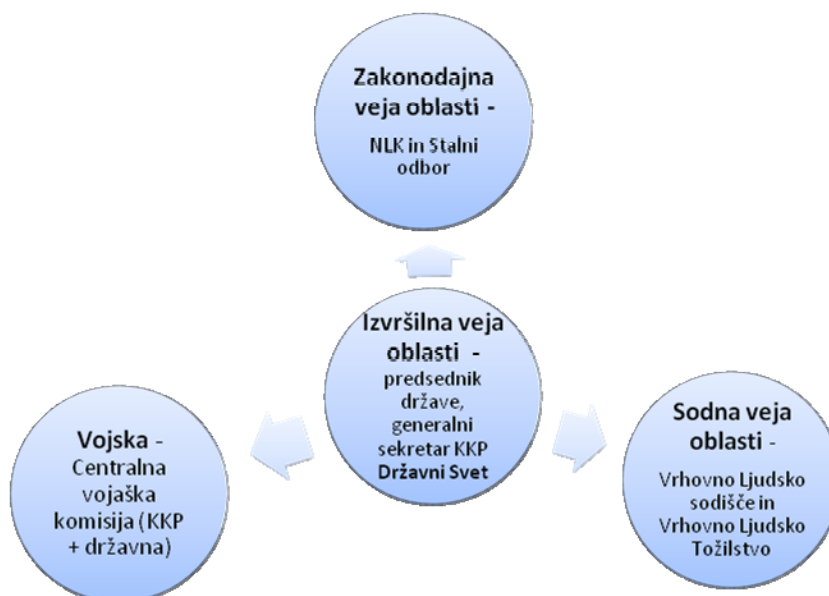 Zakonodajna
veja oblasti -
NLK in Stalni
odbor
Izvršilna veja
oblasti -
predsednik
države,
generalni
sekretar KKP
Državni Svet
Vojska -
Centralna
vojaška
komisija (KKP
+ državna)
Sodna veja
oblasti -
Vrhovno Ljudsko
sodišče in
Vrhovno Ljudsko
Tožilstvo